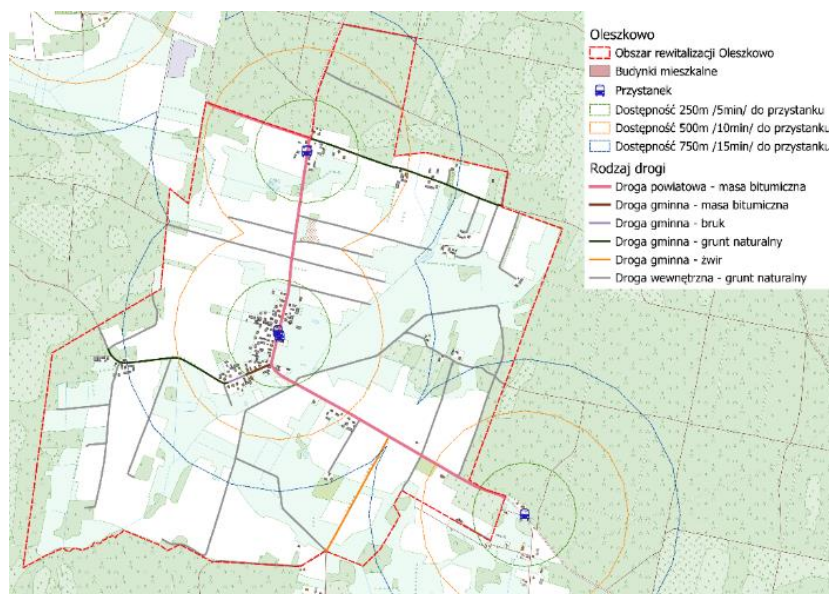 Oleszkowo
Obszar rewitalizacji Oleszkowo
Budynki mieszkalne
Przystanek
Dostępność 250m /5min/ do przystanku
Dostępność 500m /10min/ do przystanku
Dostępność 750m /15min/ do przystanku
Rodzaj drogi
Droga powiatowa - masa bitumiczna
Droga gminna - masa bitumiczna
Droga gminna - bruk
Droga gminna - grunt naturalny
Droga gminna - żwir
Droga wewnętrzna - grunt naturalny